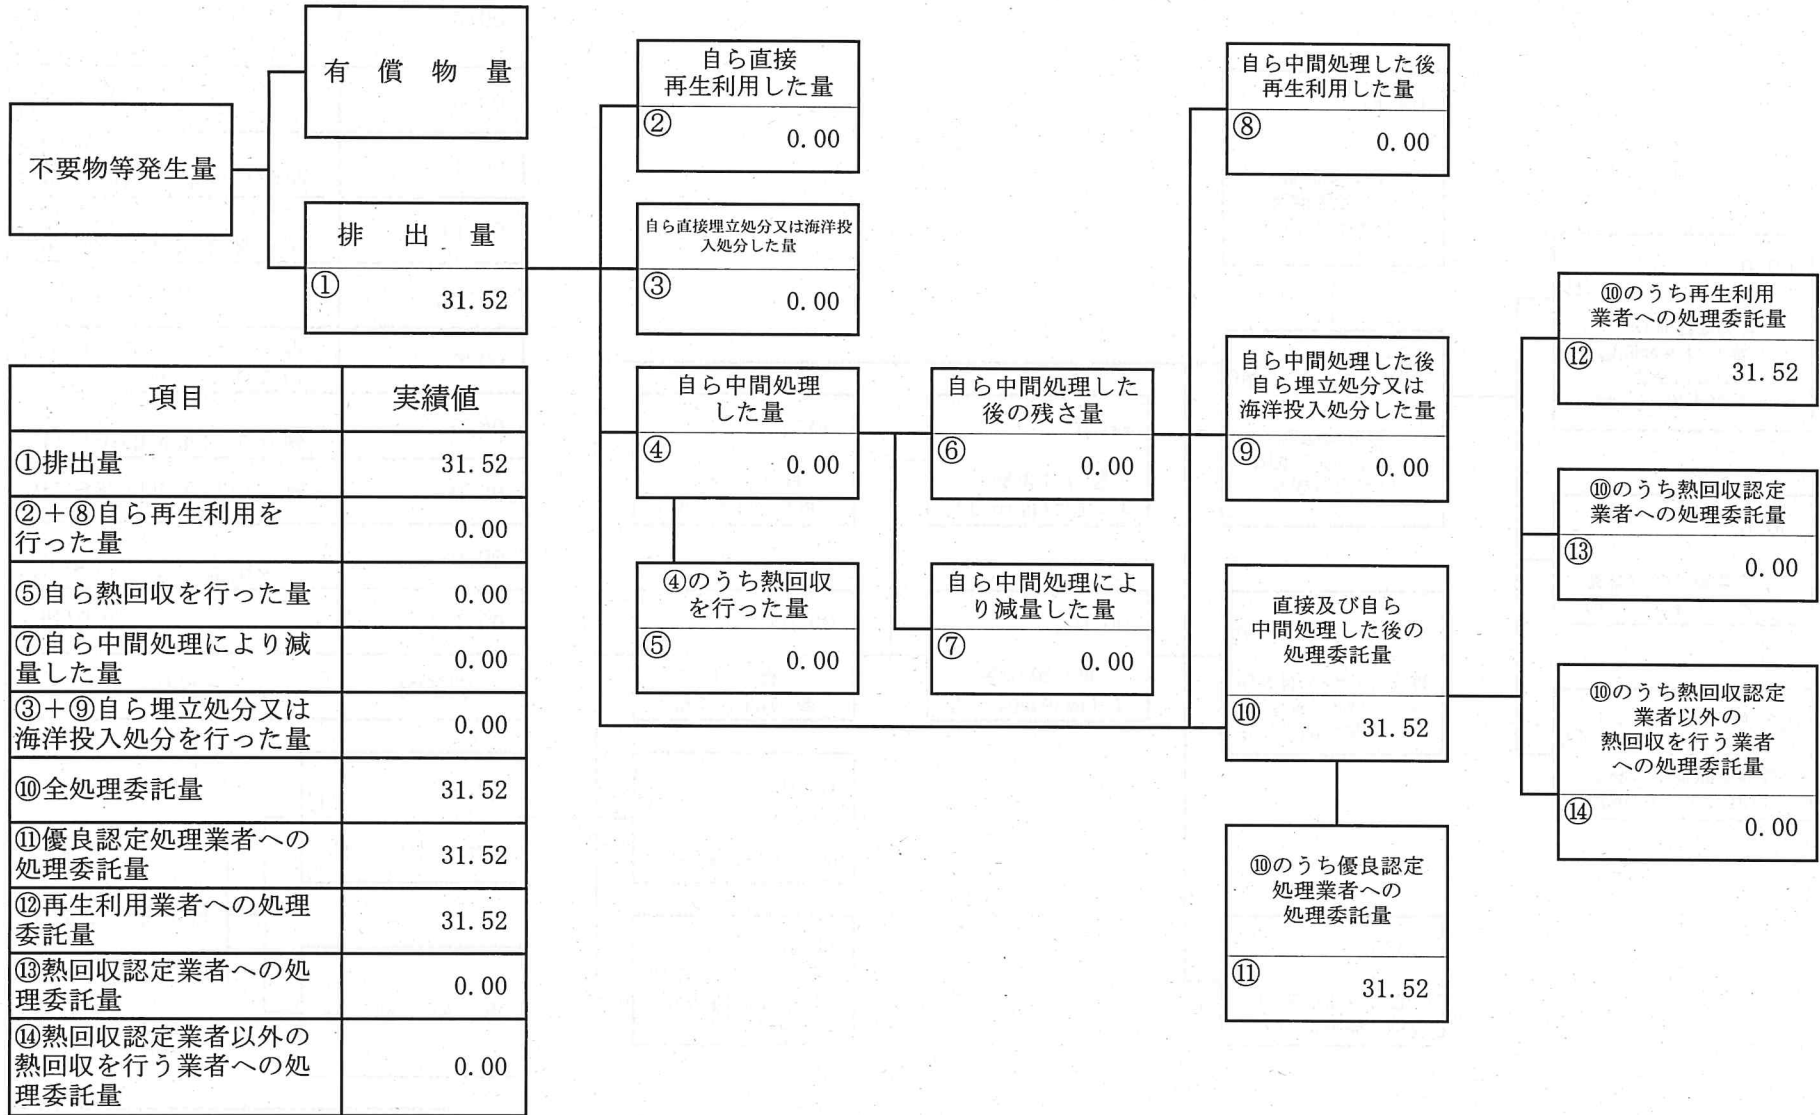 不要物等発生量
有 償 物 量
排 出 量
① 31.52
自ら直接
再生利用した量
② 0.00
自ら直接埋立処分又は海洋投
入処分した量
③ 0.00
自ら中間処理
した量
④ 0.00
④のうち熱回収
を行った量
⑤ 0.00
自ら中間処理した
後の残さ量
⑥ 0.00
自ら中間処理によ
り減量した量
⑦ 0.00
自ら中間処理した後
再生利用した量
⑧ 0.00
自ら中間処理した後
自ら埋立処分又は
海洋投入処分した量
⑨ 0.00
直接及び自ら
中間処理した後の
処理委託量
⑩ 31.52
⑩のうち優良認定
処理業者への
処理委託量
⑪ 31.52
⑩のうち再生利用
業者への処理委託量
⑫ 31.52
⑩のうち熱回収認定
業者への処理委託量
⑬ 0.00
⑩のうち熱回収認定
業者以外の
熱回収を行う業者
への処理委託量
⑭ 0.00
項目 実績値
①排出量 31.52
②＋⑧自ら再生利用を
行った量 0.00
⑤自ら熱回収を行った量 0.00
⑦自ら中間処理により減
量した量 0.00
③＋⑨自ら埋立処分又は
海洋投入処分を行った量 0.00
⑩全処理委託量 31.52
⑪優良認定処理業者への
処理委託量 31.52
⑫再生利用業者への処理
委託量 31.52
⑬熱回収認定業者への処
理委託量 0.00
⑭熱回収認定業者以外の
熱回収を行う業者への処
理委託量 0.00